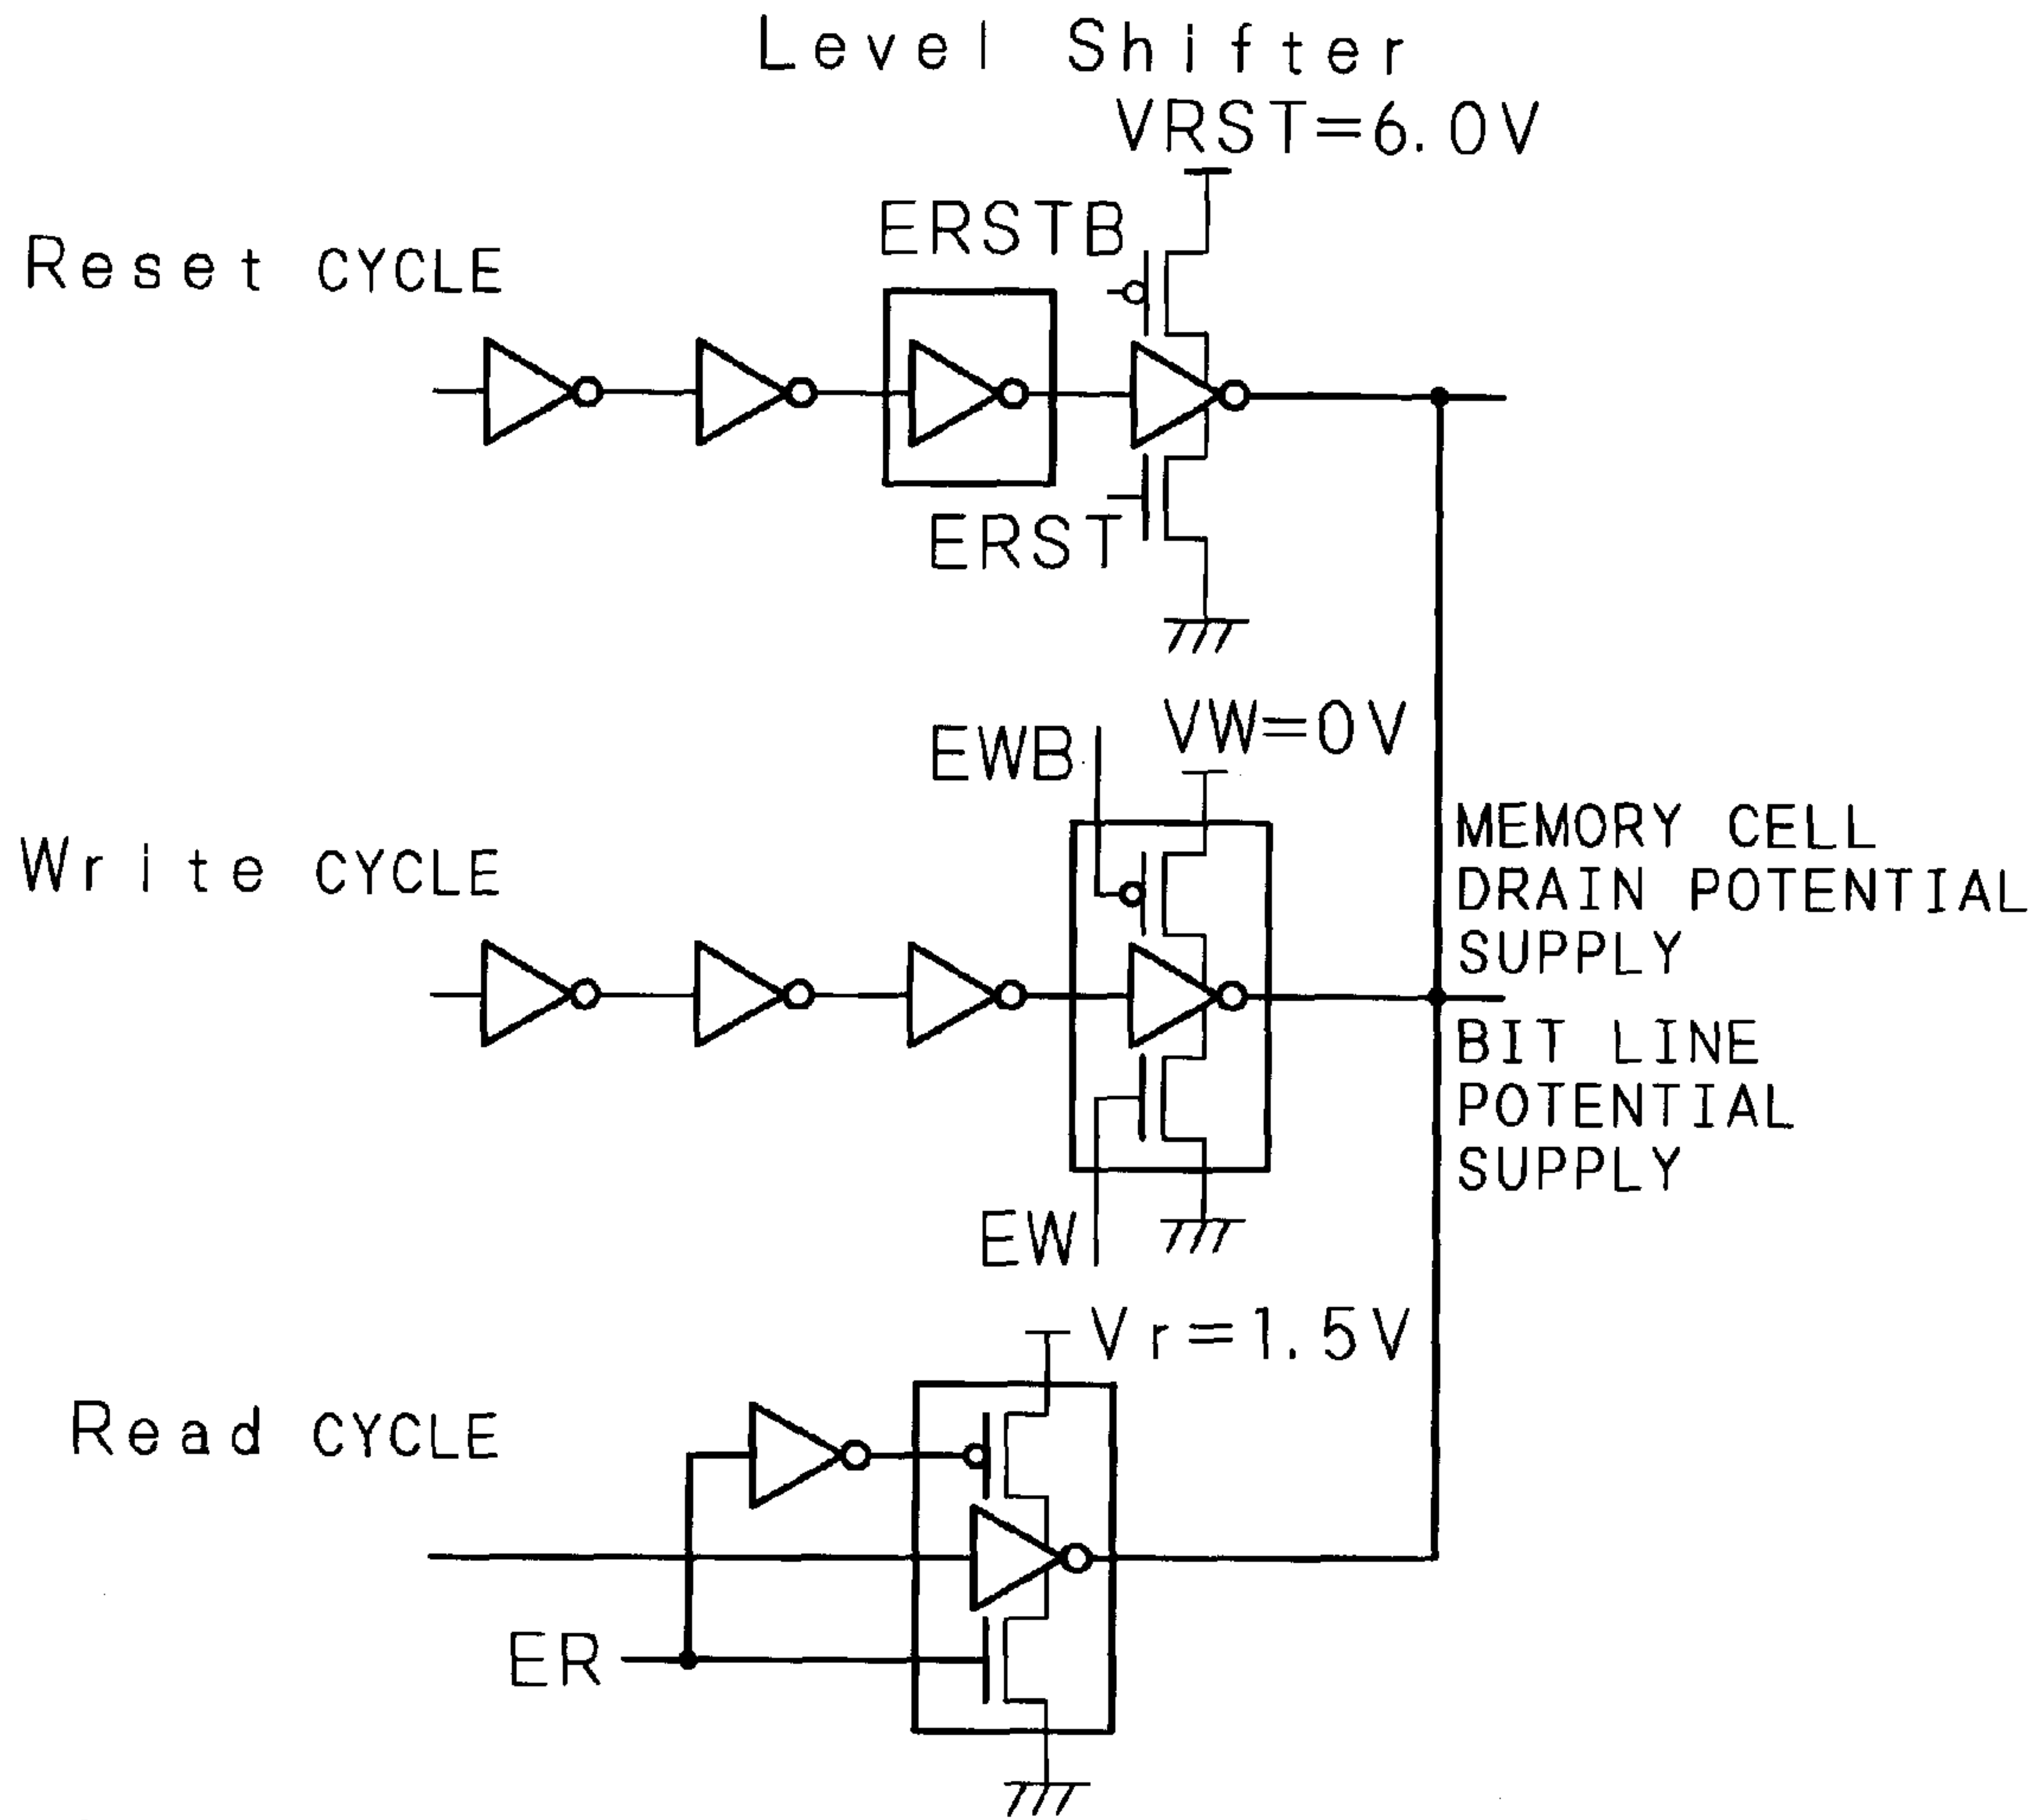 Level Shifter
VRST=6.0V
ERSTB
Reset CYCLE
ERST
VW=0V
EWB
Write CYCLE
MEMORY CELL
DRAIN POTENTIAL
SUPPLY
BIT LINE
POTENTIAL
SUPPLY
EW
Vr=1.5V
Read CYCLE
ER